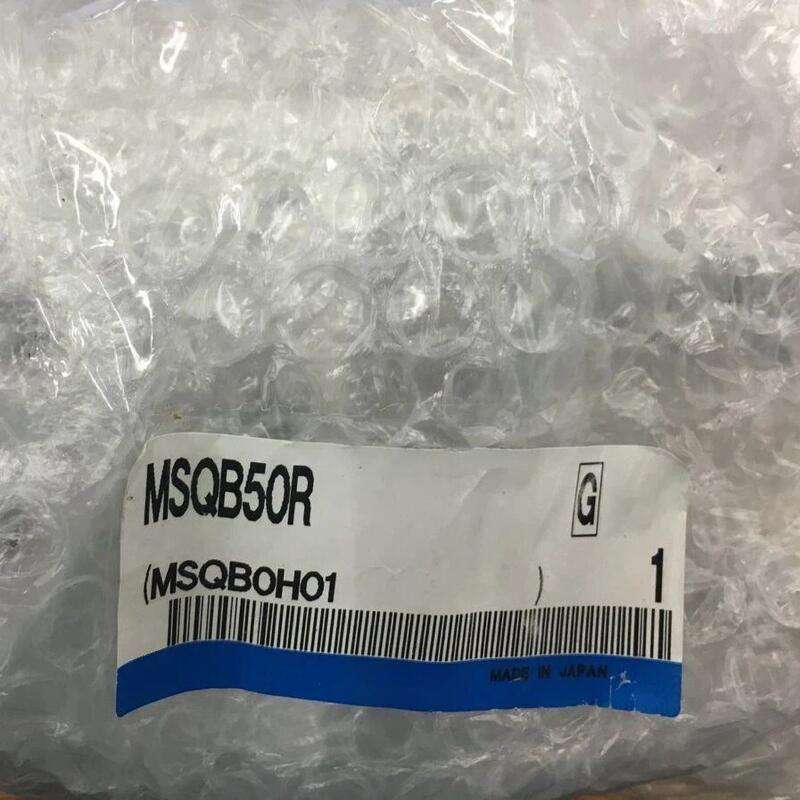 MSQB50R G
(MSQB0H01 ) 1
MADE IN JAPAN